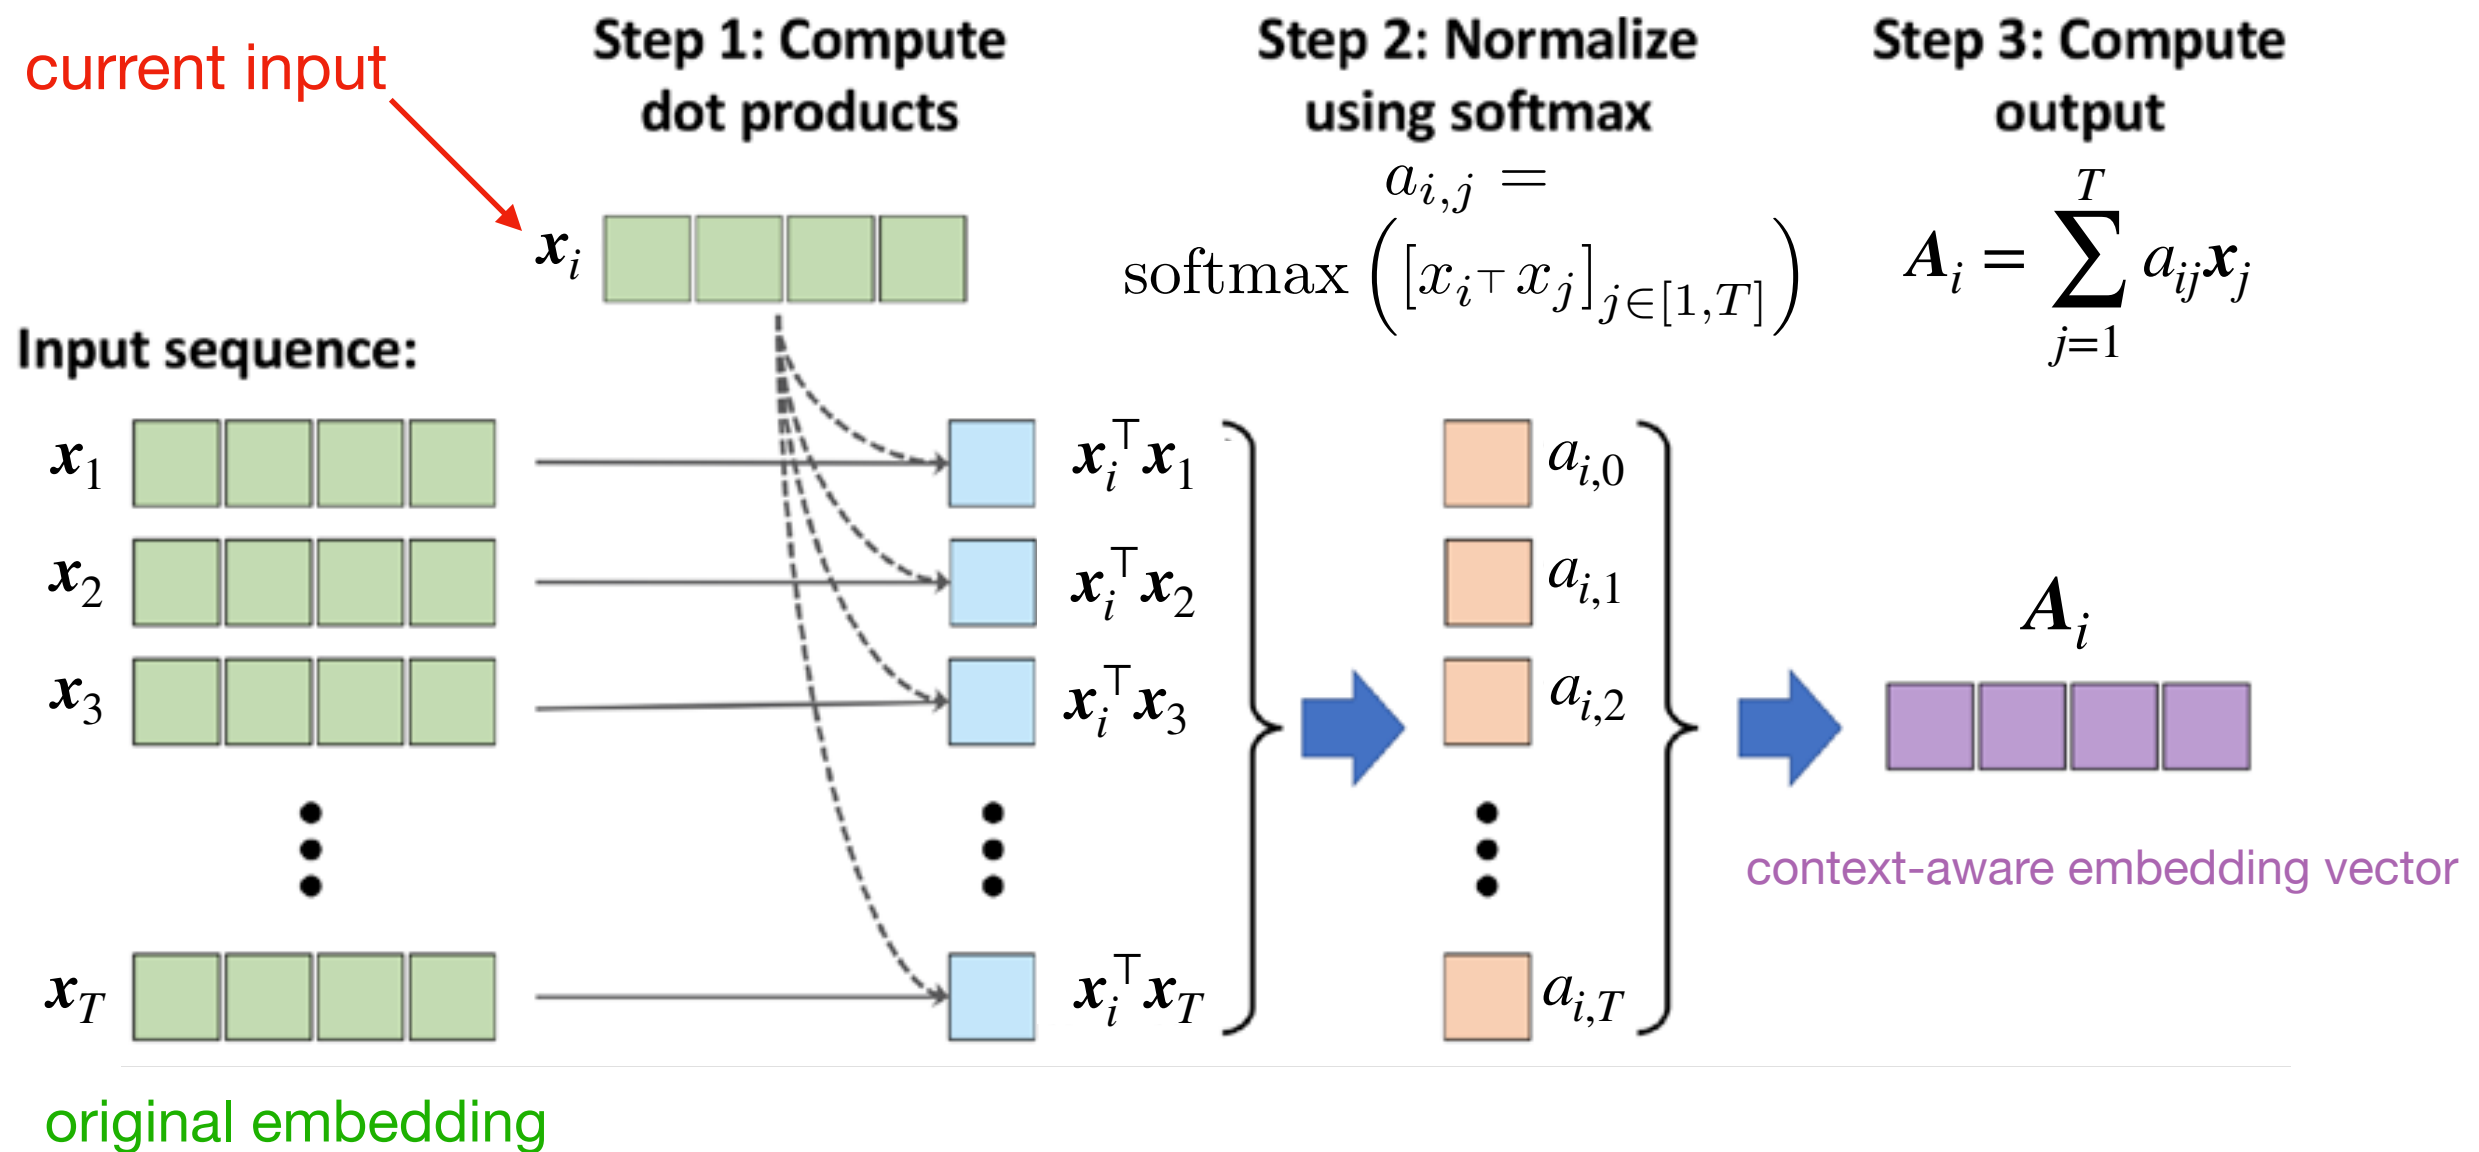 current input
Step 1: Compute
dot products
Step 2: Normalize
using softmax
Step 3: Compute
output
x_i
a_{i,j} =
softmax([x_{i^⊤} x_j]_{j∈[1,T]})
A_i = \sum_{j=1}^{T} a_{ij} x_j
Input sequence:
x_1
x_2
x_3
x_T
x_i^⊤ x_1
x_i^⊤ x_2
x_i^⊤ x_3
x_i^⊤ x_T
a_{i,0}
a_{i,1}
a_{i,2}
a_{i,T}
A_i
context-aware embedding vector
original embedding